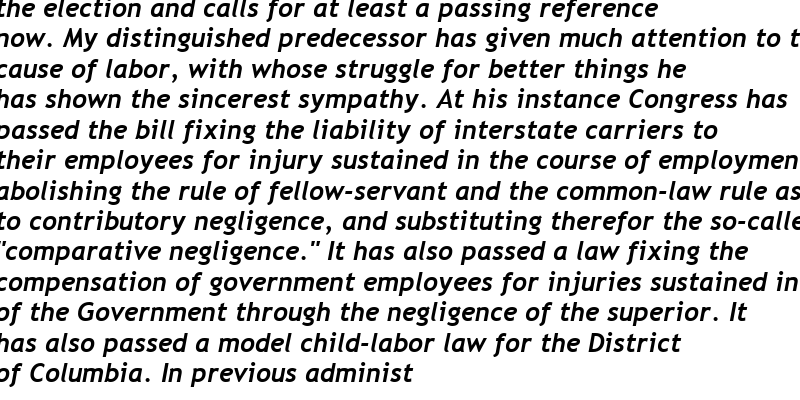 the election and calls for at least a passing reference
now. My distinguished predecessor has given much attention to t
cause of labor, with whose struggle for better things he
has shown the sincerest sympathy. At his instance Congress has
passed the bill fixing the liability of interstate carriers to
their employees for injury sustained in the course of employmen
abolishing the rule of fellow-servant and the common-law rule as
to contributory negligence, and substituting therefor the so-calle
"comparative negligence." It has also passed a law fixing the
compensation of government employees for injuries sustained in
of the Government through the negligence of the superior. It
has also passed a model child-labor law for the District
of Columbia. In previous administ